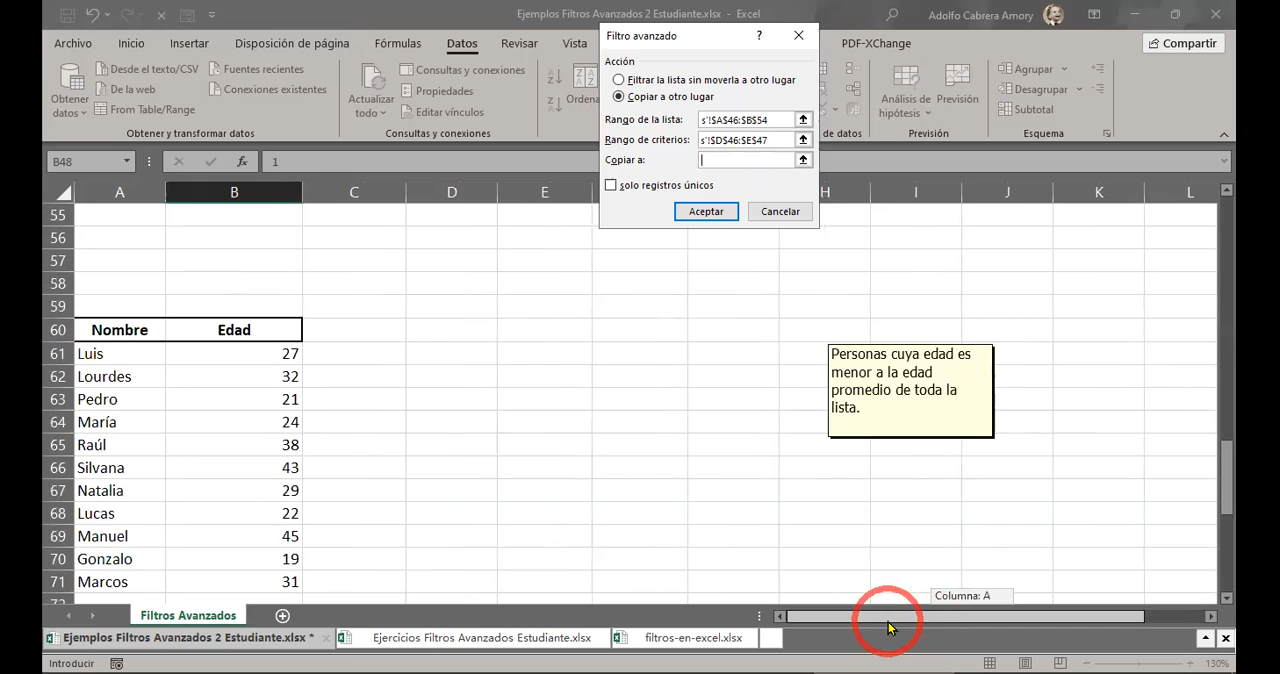 Ejemplos Filtros Avanzados 2 Estudiante.xlsx - Excel
Adolfo Cabrera Amory
Archivo Inicio Insertar Disposición de página Fórmulas Datos Revisar Vista PDF-XChange Compartir
Obtener datos
Desde el texto/CSV
De la web
From Table/Range
Fuentes recientes
Conexiones existentes
Obtener y transformar datos
Actualizar todo
Consultas y conexiones
Propiedades
Editar vínculos
Consultas y conexiones
Ordena
de datos
Análisis de hipótesis
Previsión
Previsión
Agrupar
Desagrupar
Subtotal
Esquema
Filtro avanzado ?
Acción
Filtrar la lista sin moverla a otro lugar
Copiar a otro lugar
Rango de la lista: s'!$A$46:$B$54
Rango de criterios: s'!$D$46:$E$47
Copiar a:
Solo registros únicos
Aceptar Cancelar
B48 fx 1
A B C D E H I J K L
55
56
57
58
59
60 Nombre Edad
61 Luis 27
62 Lourdes 32
63 Pedro 21
64 María 24
65 Raúl 38
66 Silvana 43
67 Natalia 29
68 Lucas 22
69 Manuel 45
70 Gonzalo 19
71 Marcos 31
72
Personas cuya edad es
menor a la edad
promedio de toda la
lista.
Columna: A
Filtros Avanzados
Ejemplos Filtros Avanzados 2 Estudiante.xlsx * Ejercicios Filtros Avanzados Estudiante.xlsx filtros-en-excel.xlsx
Introducir 130%